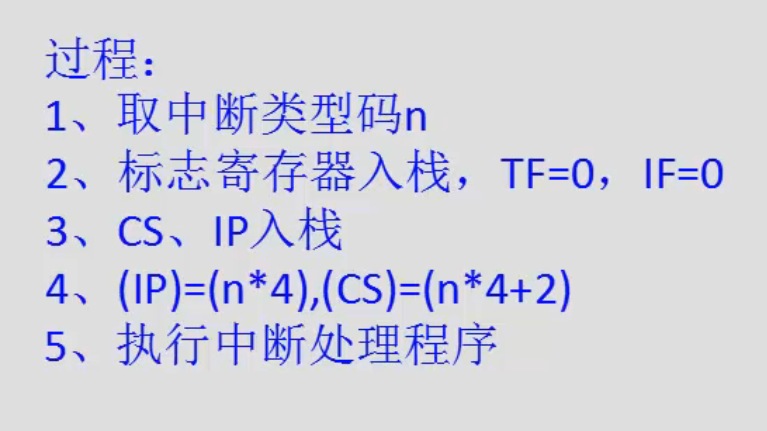 过程：
1、取中断类型码n
2、标志寄存器入栈，TF=0，IF=0
3、CS、IP入栈
4、(IP)=(n*4),(CS)=(n*4+2)
5、执行中断处理程序